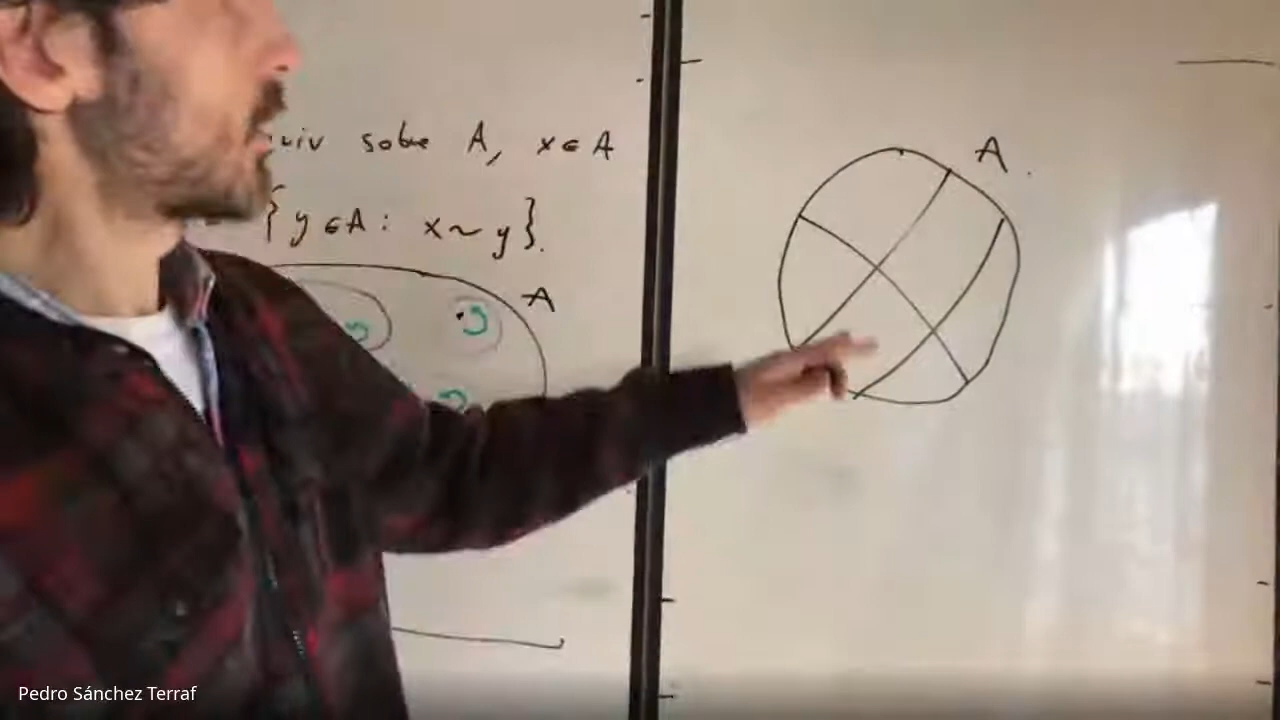 sobre A, x∈A
{y∈A: x~y}.
A
A.
Pedro Sánchez Terraf